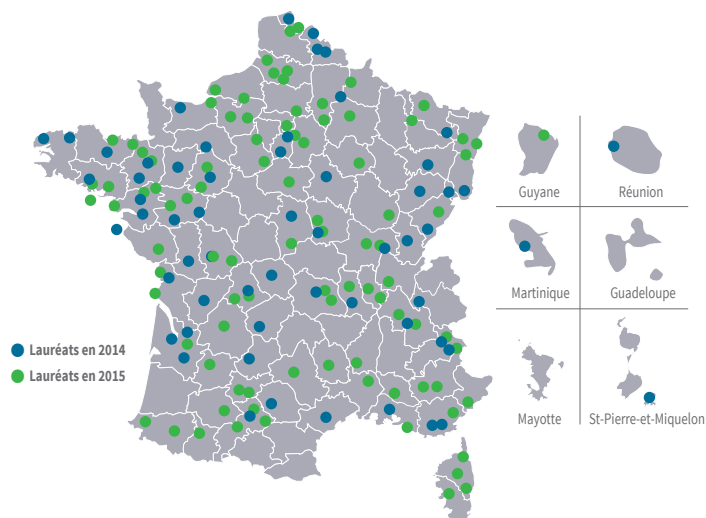 Guyane
Réunion
Martinique
Guadeloupe
Lauréats en 2014
Lauréats en 2015
Mayotte
St-Pierre-et-Miquelon